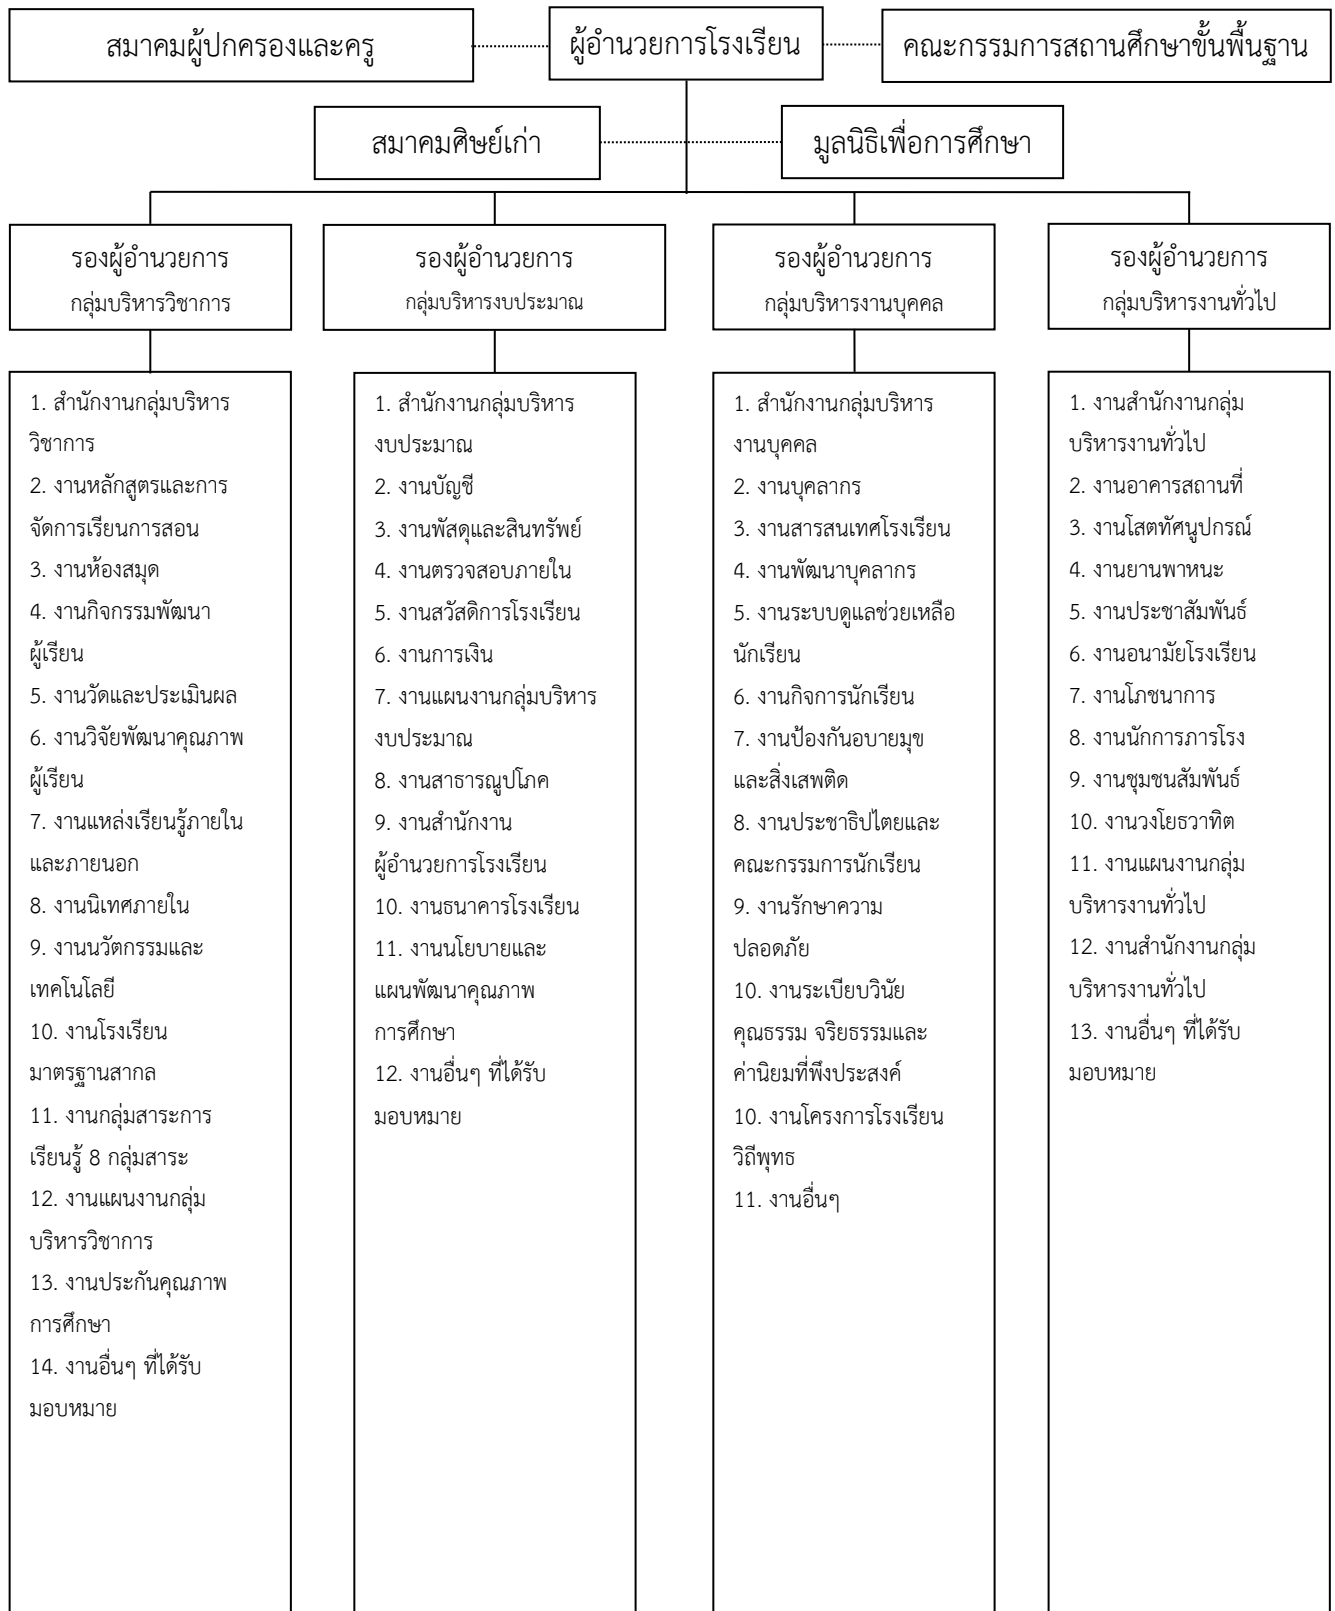 สมาคมผู้ปกครองและครู
ผู้อำนวยการโรงเรียน
คณะกรรมการสถานศึกษาขั้นพื้นฐาน
สมาคมศิษย์เก่า
มูลนิธิเพื่อการศึกษา
รองผู้อำนวยการ
กลุ่มบริหารวิชาการ
รองผู้อำนวยการ
กลุ่มบริหารงบประมาณ
รองผู้อำนวยการ
กลุ่มบริหารงานบุคคล
รองผู้อำนวยการ
กลุ่มบริหารงานทั่วไป
1. สำนักงานกลุ่มบริหาร
วิชาการ
2. งานหลักสูตรและการ
จัดการเรียนการสอน
3. งานห้องสมุด
4. งานกิจกรรมพัฒนา
ผู้เรียน
5. งานวัดและประเมินผล
6. งานวิจัยพัฒนาคุณภาพ
ผู้เรียน
7. งานแหล่งเรียนรู้ภายใน
และภายนอก
8. งานนิเทศภายใน
9. งานนวัตกรรมและ
เทคโนโลยี
10. งานโรงเรียน
มาตรฐานสากล
11. งานกลุ่มสาระการ
เรียนรู้ 8 กลุ่มสาระ
12. งานแผนงานกลุ่ม
บริหารวิชาการ
13. งานประกันคุณภาพ
การศึกษา
14. งานอื่นๆ ที่ได้รับ
มอบหมาย
1. สำนักงานกลุ่มบริหาร
งบประมาณ
2. งานบัญชี
3. งานพัสดุและสินทรัพย์
4. งานตรวจสอบภายใน
5. งานสวัสดิการโรงเรียน
6. งานการเงิน
7. งานแผนงานกลุ่มบริหาร
งบประมาณ
8. งานสาธารณูปโภค
9. งานสำนักงาน
ผู้อำนวยการโรงเรียน
10. งานธนาคารโรงเรียน
11. งานนโยบายและ
แผนพัฒนาคุณภาพ
การศึกษา
12. งานอื่นๆ ที่ได้รับ
มอบหมาย
1. สำนักงานกลุ่มบริหาร
งานบุคคล
2. งานบุคลากร
3. งานสารสนเทศโรงเรียน
4. งานพัฒนาบุคลากร
5. งานระบบดูแลช่วยเหลือ
นักเรียน
6. งานกิจการนักเรียน
7. งานป้องกันอบายมุข
และสิ่งเสพติด
8. งานประชาธิปไตยและ
คณะกรรมการนักเรียน
9. งานรักษาความ
ปลอดภัย
10. งานระเบียบวินัย
คุณธรรม จริยธรรมและ
ค่านิยมที่พึงประสงค์
10. งานโครงการโรงเรียน
วิถีพุทธ
11. งานอื่นๆ
1. งานสำนักงานกลุ่ม
บริหารงานทั่วไป
2. งานอาคารสถานที่
3. งานโสตทัศนูปกรณ์
4. งานยานพาหนะ
5. งานประชาสัมพันธ์
6. งานอนามัยโรงเรียน
7. งานโภชนาการ
8. งานนักการภารโรง
9. งานชุมชนสัมพันธ์
10. งานวงโยธวาทิต
11. งานแผนงานกลุ่ม
บริหารงานทั่วไป
12. งานสำนักงานกลุ่ม
บริหารงานทั่วไป
13. งานอื่นๆ ที่ได้รับ
มอบหมาย